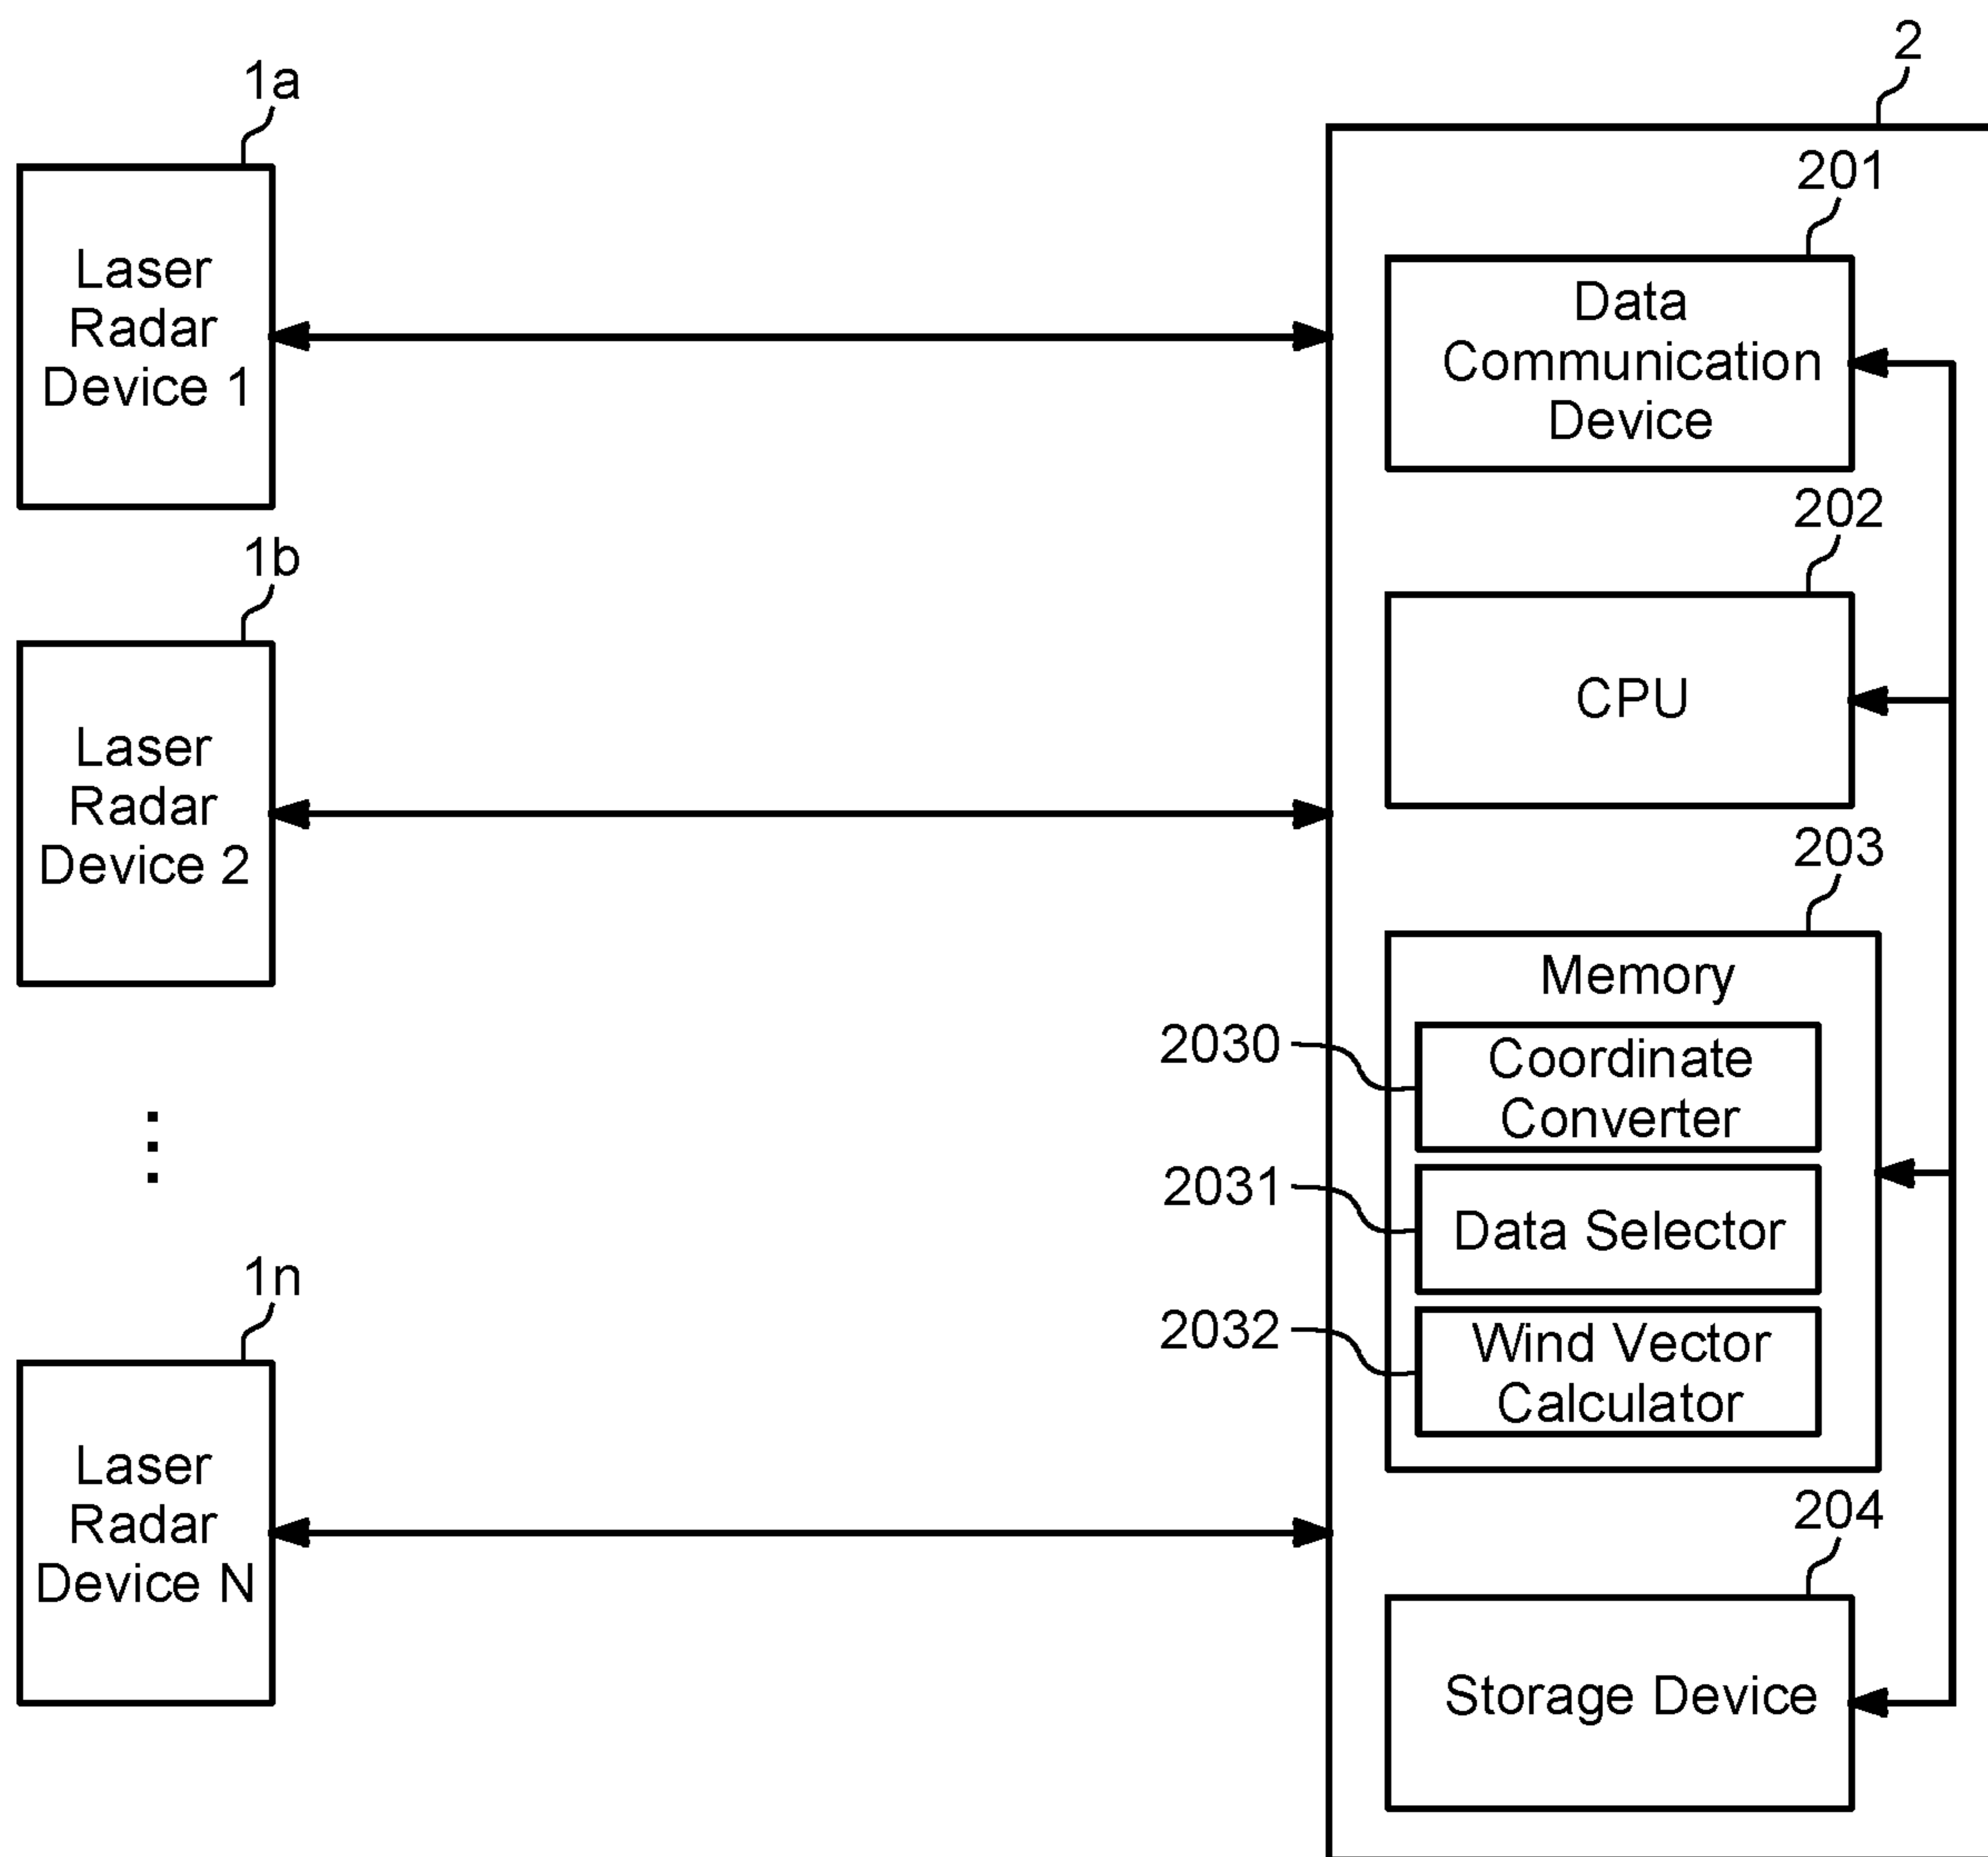 2
1a
Laser
Radar
Device 1
1b
Laser
Radar
Device 2
1n
Laser
Radar
Device N
201
Data
Communication
Device
202
CPU
203
Memory
2030
Coordinate
Converter
2031
Data Selector
2032
Wind Vector
Calculator
204
Storage Device